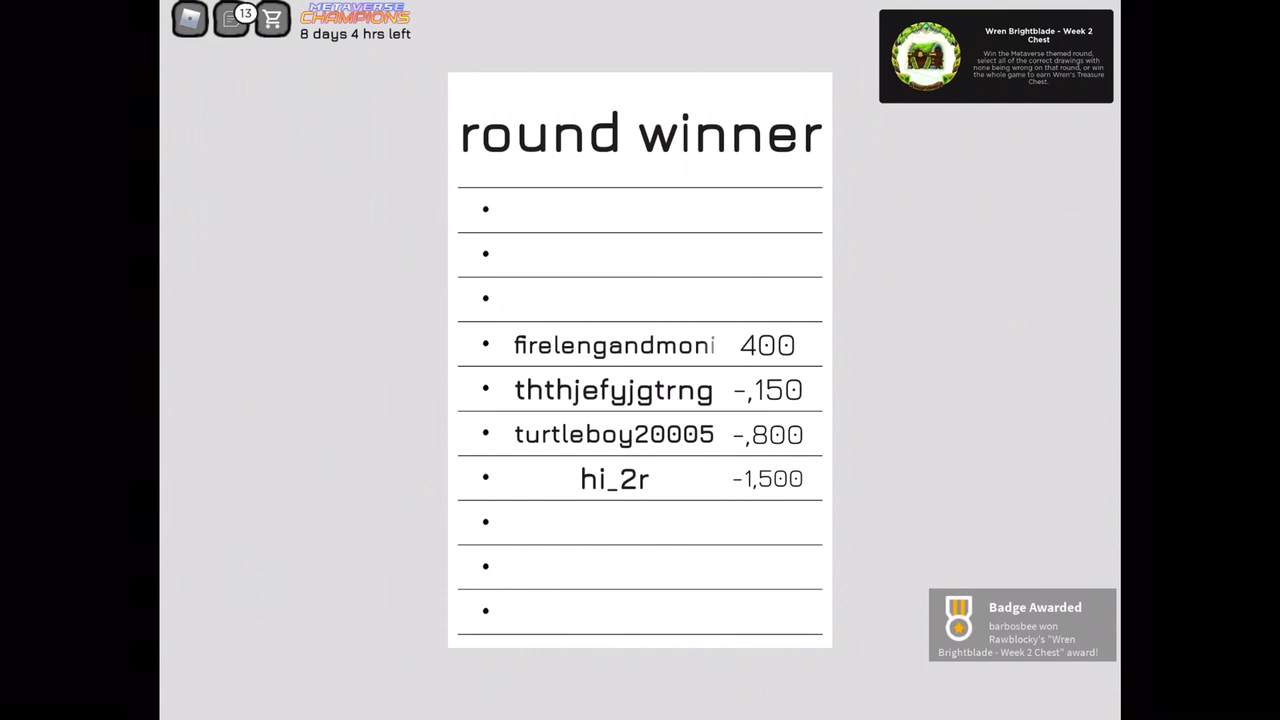 13
METAVERSE
CHAMPIONS
8 days 4 hrs left
Wren Brightblade - Week 2
Chest
Win the Metaverse themed round,
select all of the correct drawings with
none being wrong on that round, or win
the whole game to earn Wren's Treasure
Chest.
round winner
firelengandmoni 400
ththjefyjgtrng -,150
turtleboy20005 -,800
hi_2r -1,500
Badge Awarded
barbosbee won
Rawblocky's "Wren
Brightblade - Week 2 Chest" award!